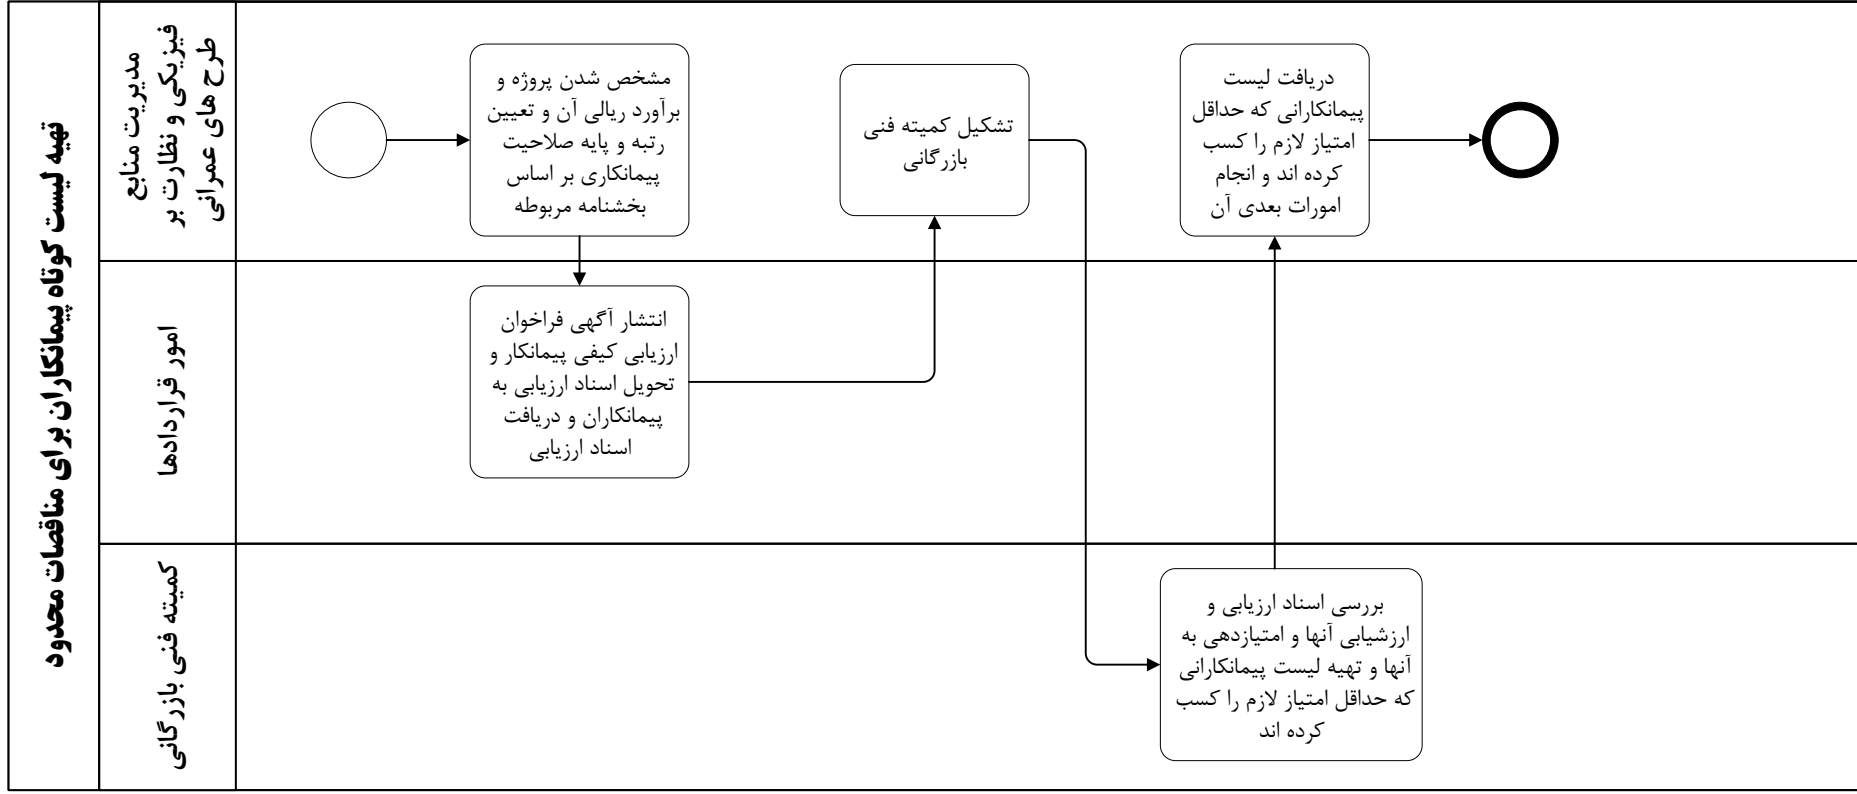 تهیه لیست کوتاه پیمانکاران برای مناقصات محدود
مدیریت منابع
فیزیکی و نظارت بر
طرح های عمرانی
مشخص شدن پروژه و
برآورد ریالی آن و تعیین
رتبه و پایه صلاحیت
پیمانکاری بر اساس
بخشنامه مربوطه
تشکیل کمیته فنی
بازرگانی
دریافت لیست
پیمانکارانی که حداقل
امتیاز لازم را کسب
کرده اند و انجام
امورات بعدی آن
امور قراردادها
انتشار آگهی فراخوان
ارزیابی کیفی پیمانکار و
تحویل اسناد ارزیابی به
پیمانکاران و دریافت
اسناد ارزیابی
کمیته فنی بازرگانی
بررسی اسناد ارزیابی و
ارزشیابی آنها و امتیازدهی به
آنها و تهیه لیست پیمانکارانی
که حداقل امتیاز لازم را کسب
کرده اند